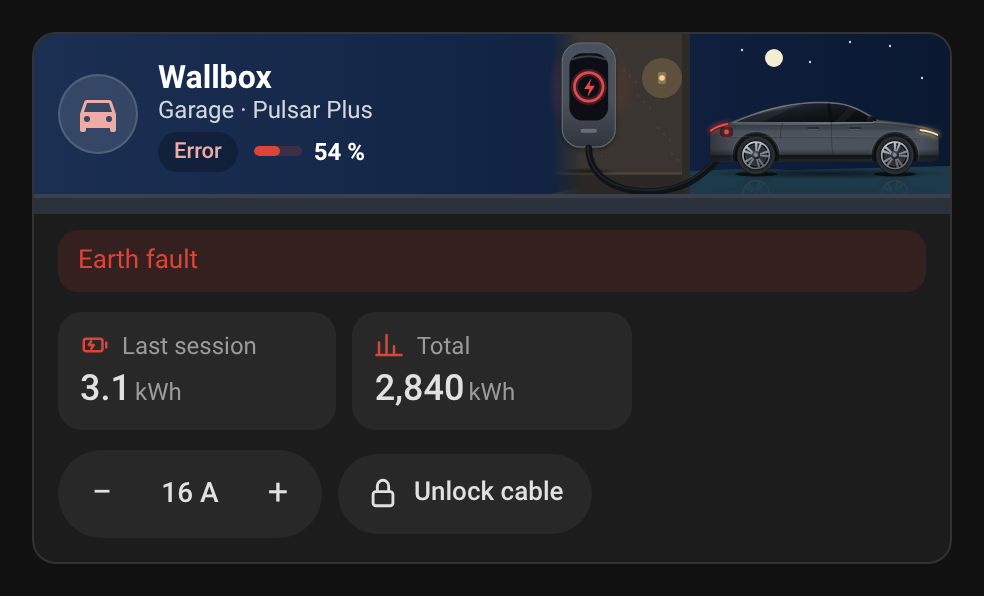 Wallbox
Garage · Pulsar Plus
Error 54 %
Earth fault
Last session
3.1 kWh
Total
2,840 kWh
− 16 A +
Unlock cable